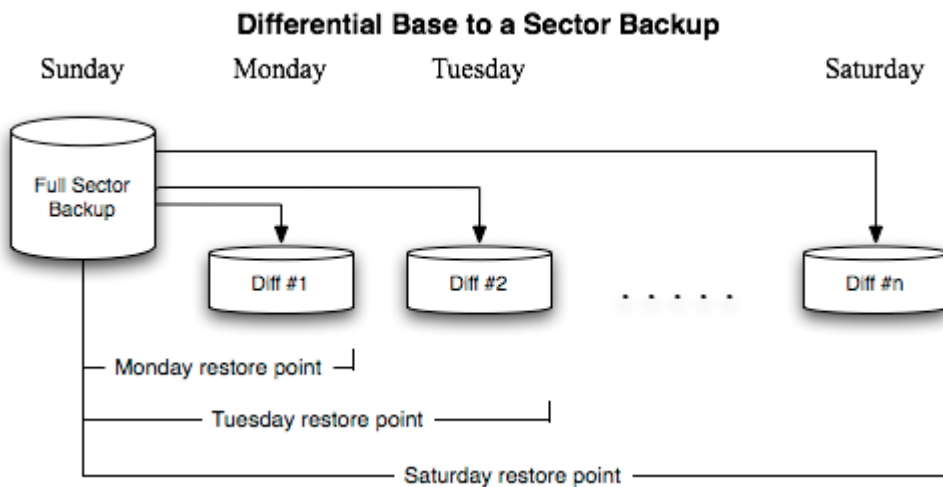 Differential Base to a Sector Backup
Sunday Monday Tuesday Saturday
Full Sector
Backup
Diff #1 Diff #2 . . . . . Diff #n
Monday restore point
Tuesday restore point
Saturday restore point